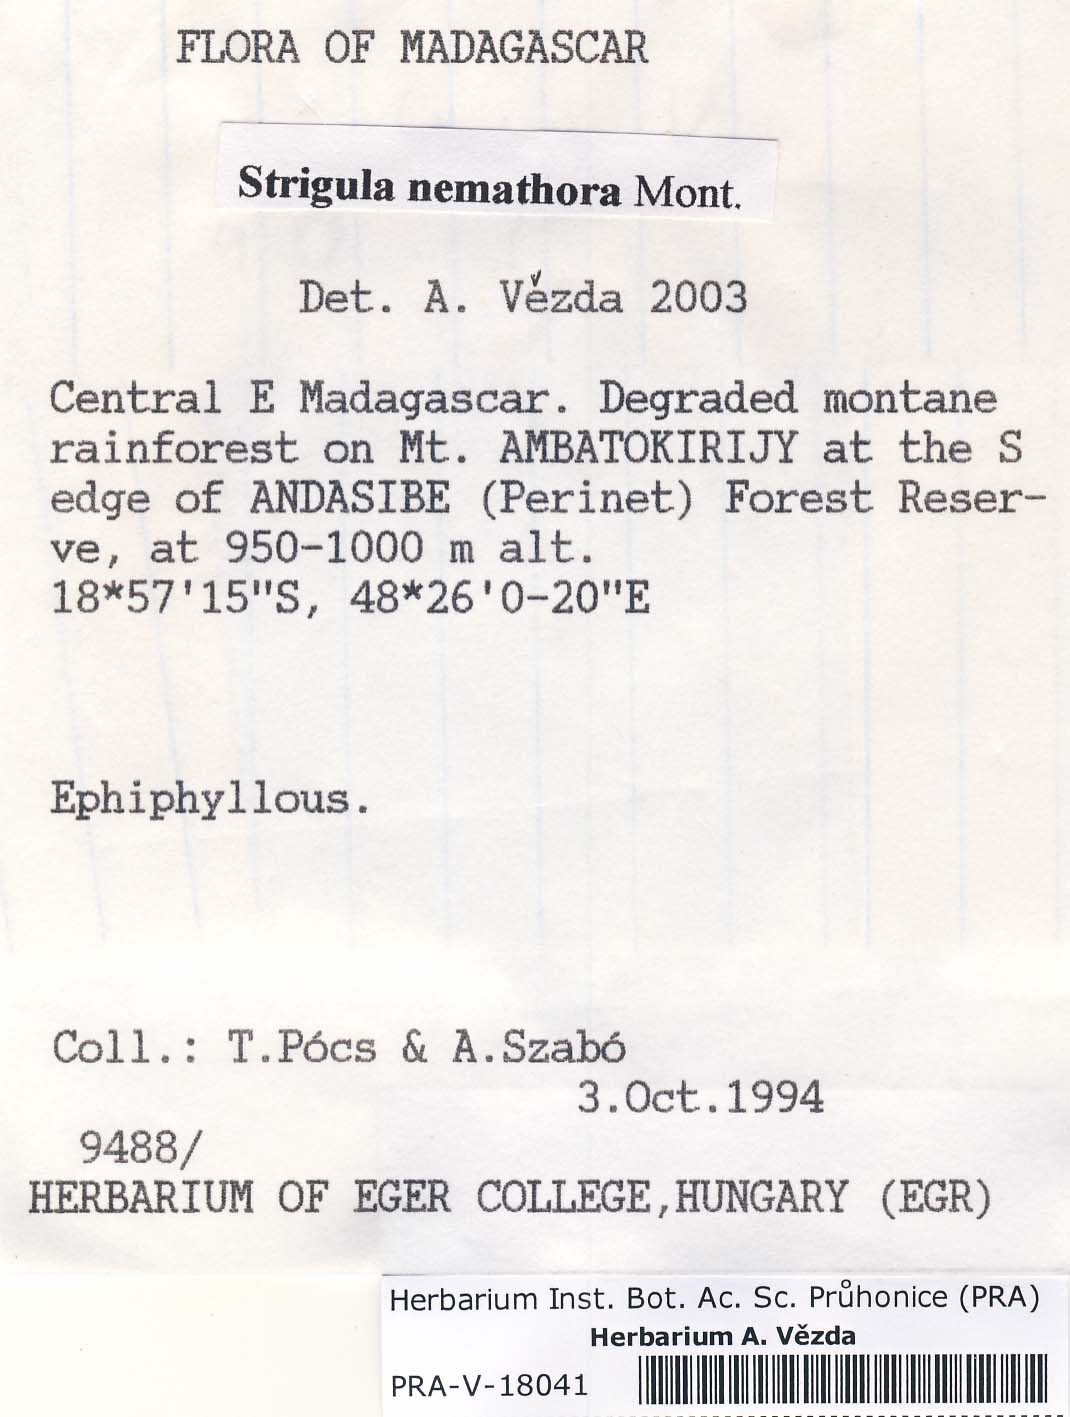 FLORA OF MADAGASCAR
Strigula nemathora Mont.
Det. A. Vězda 2003
Central E Madagascar. Degraded montane
rainforest on Mt. AMBATOKIRIJY at the S
edge of ANDASIBE (Perinet) Forest Reser-
ve, at 950-1000 m alt.
18*57'15"S, 48*26'0-20"E
Ephiphyllous.
Coll.: T.Pócs & A.Szabó
3.Oct.1994
9488/
HERBARIUM OF EGER COLLEGE,HUNGARY (EGR)
Herbarium Inst. Bot. Ac. Sc. Průhonice (PRA)
Herbarium A. Vězda
PRA-V-18041